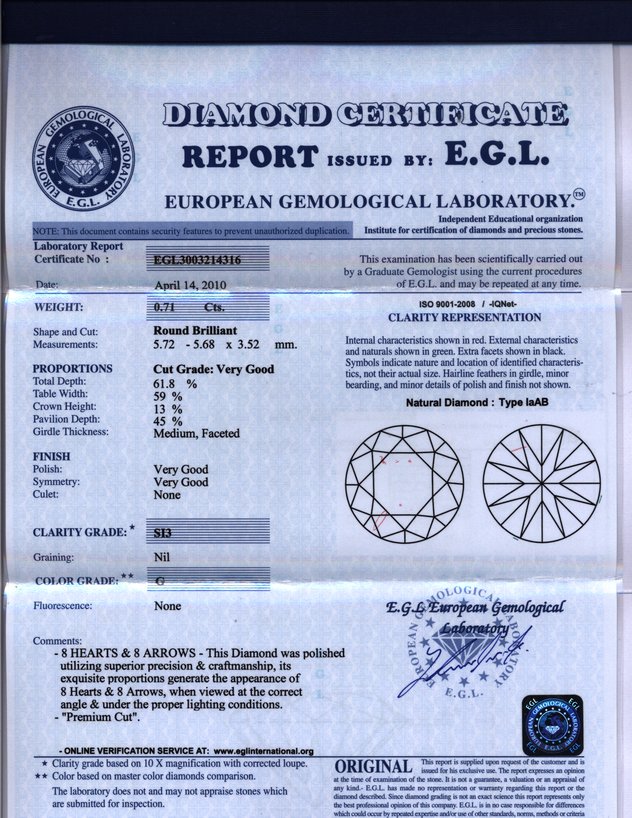 EUROPEAN GEMOLOGICAL LABORATORY
E.G.L.
DIAMOND CERTIFICATE
REPORT ISSUED BY: E.G.L.
EUROPEAN GEMOLOGICAL LABORATORY.™
Independent Educational organization
NOTE: This document contains security features to prevent unauthorized duplication.
Institute for certification of diamonds and precious stones.
Laboratory Report
Certificate No : EGL3003214316
Date: April 14, 2010
WEIGHT: 0.71 Cts.
Shape and Cut: Round Brilliant
Measurements: 5.72 - 5.68 x 3.52 mm.
PROPORTIONS Cut Grade: Very Good
Total Depth: 61.8 %
Table Width: 59 %
Crown Height: 13 %
Pavilion Depth: 45 %
Girdle Thickness: Medium, Faceted
FINISH
Polish: Very Good
Symmetry: Very Good
Culet: None
CLARITY GRADE: * SI3
Graining: Nil
COLOR GRADE: ** G
Fluorescence: None
Comments:
- 8 HEARTS & 8 ARROWS - This Diamond was polished
utilizing superior precision & craftmanship, its
exquisite proportions generate the appearance of
8 Hearts & 8 Arrows, when viewed at the correct
angle & under the proper lighting conditions.
- "Premium Cut".
- ONLINE VERIFICATION SERVICE AT: www.eglinternational.org
* Clarity grade based on 10 X magnification with corrected loupe.
** Color based on master color diamonds comparison.
The laboratory does not and may not appraise stones which
are submitted for inspection.
This examination has been scientifically carried out
by a Graduate Gemologist using the current procedures
of E.G.L. and may be repeated at any time.
ISO 9001-2008 / -IQNet-
CLARITY REPRESENTATION
Internal characteristics shown in red. External characteristics
and naturals shown in green. Extra facets shown in black.
Symbols indicate nature and location of identified characteris-
tics, not their actual size. Hairline feathers in girdle, minor
bearding, and minor details of polish and finish not shown.
Natural Diamond : Type IaAB
E.G.L European Gemological
Laboratory
EUROPEAN GEMOLOGICAL LABORATORY
E.G.L.
EGL
EGL
EGL
EGL
ORIGINAL This report is supplied upon request of the customer and is
issued for his exclusive use. The report expresses an opinion
at the time of examination of the stone. It is not a guarantee, a valuation or an appraisal of
any kind.- E.G.L. has made no representation or warranty regarding this report or the
diamond described. Since diamond grading is not an exact science this report represents only
the best professional opinion of this company. E.G.L. is in no case responsible for differences
which could occur by repeated expertise and/or use of other standards, norms, methods or criteria